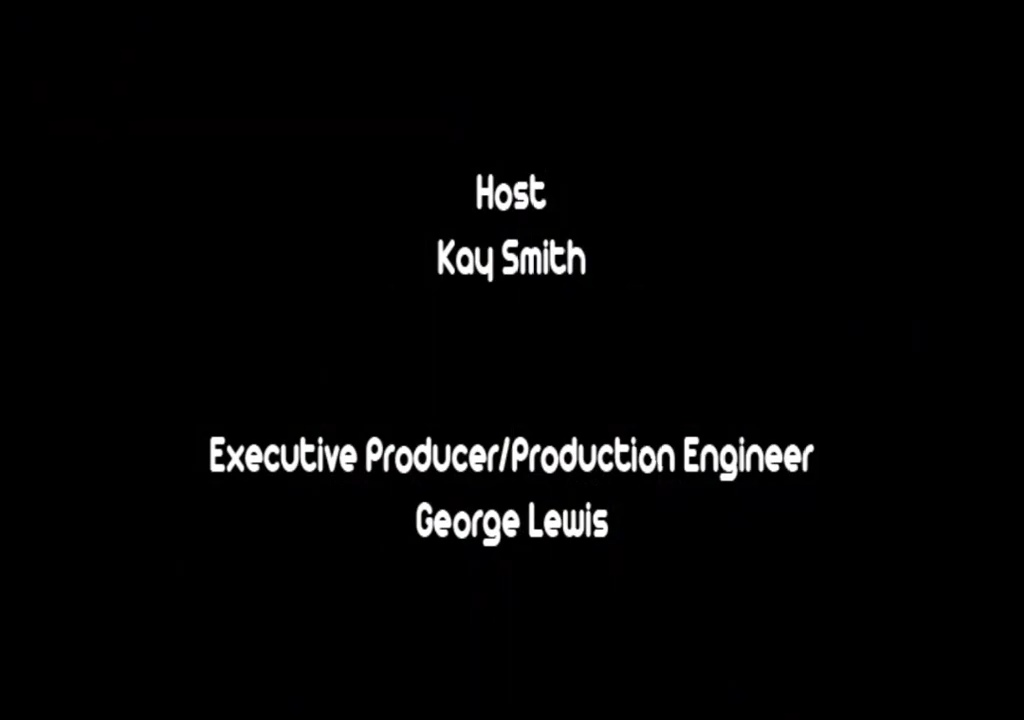 Host
Kay Smith
Executive Producer/Production Engineer
George Lewis